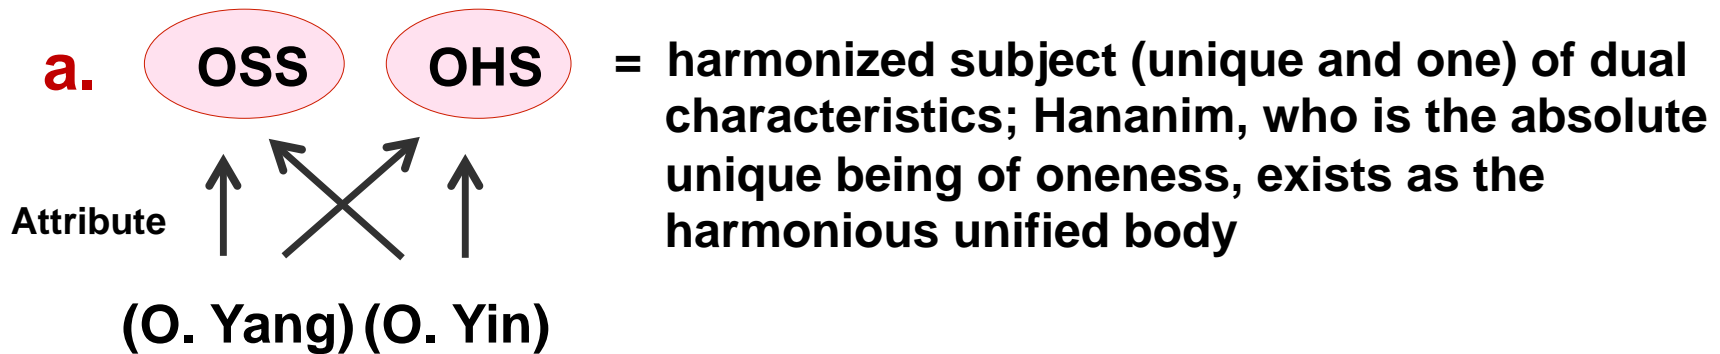 a. OSS OHS = harmonized subject (unique and one) of dual
characteristics; Hananim, who is the absolute
unique being of oneness, exists as the
harmonious unified body
Attribute
(O. Yang) (O. Yin)